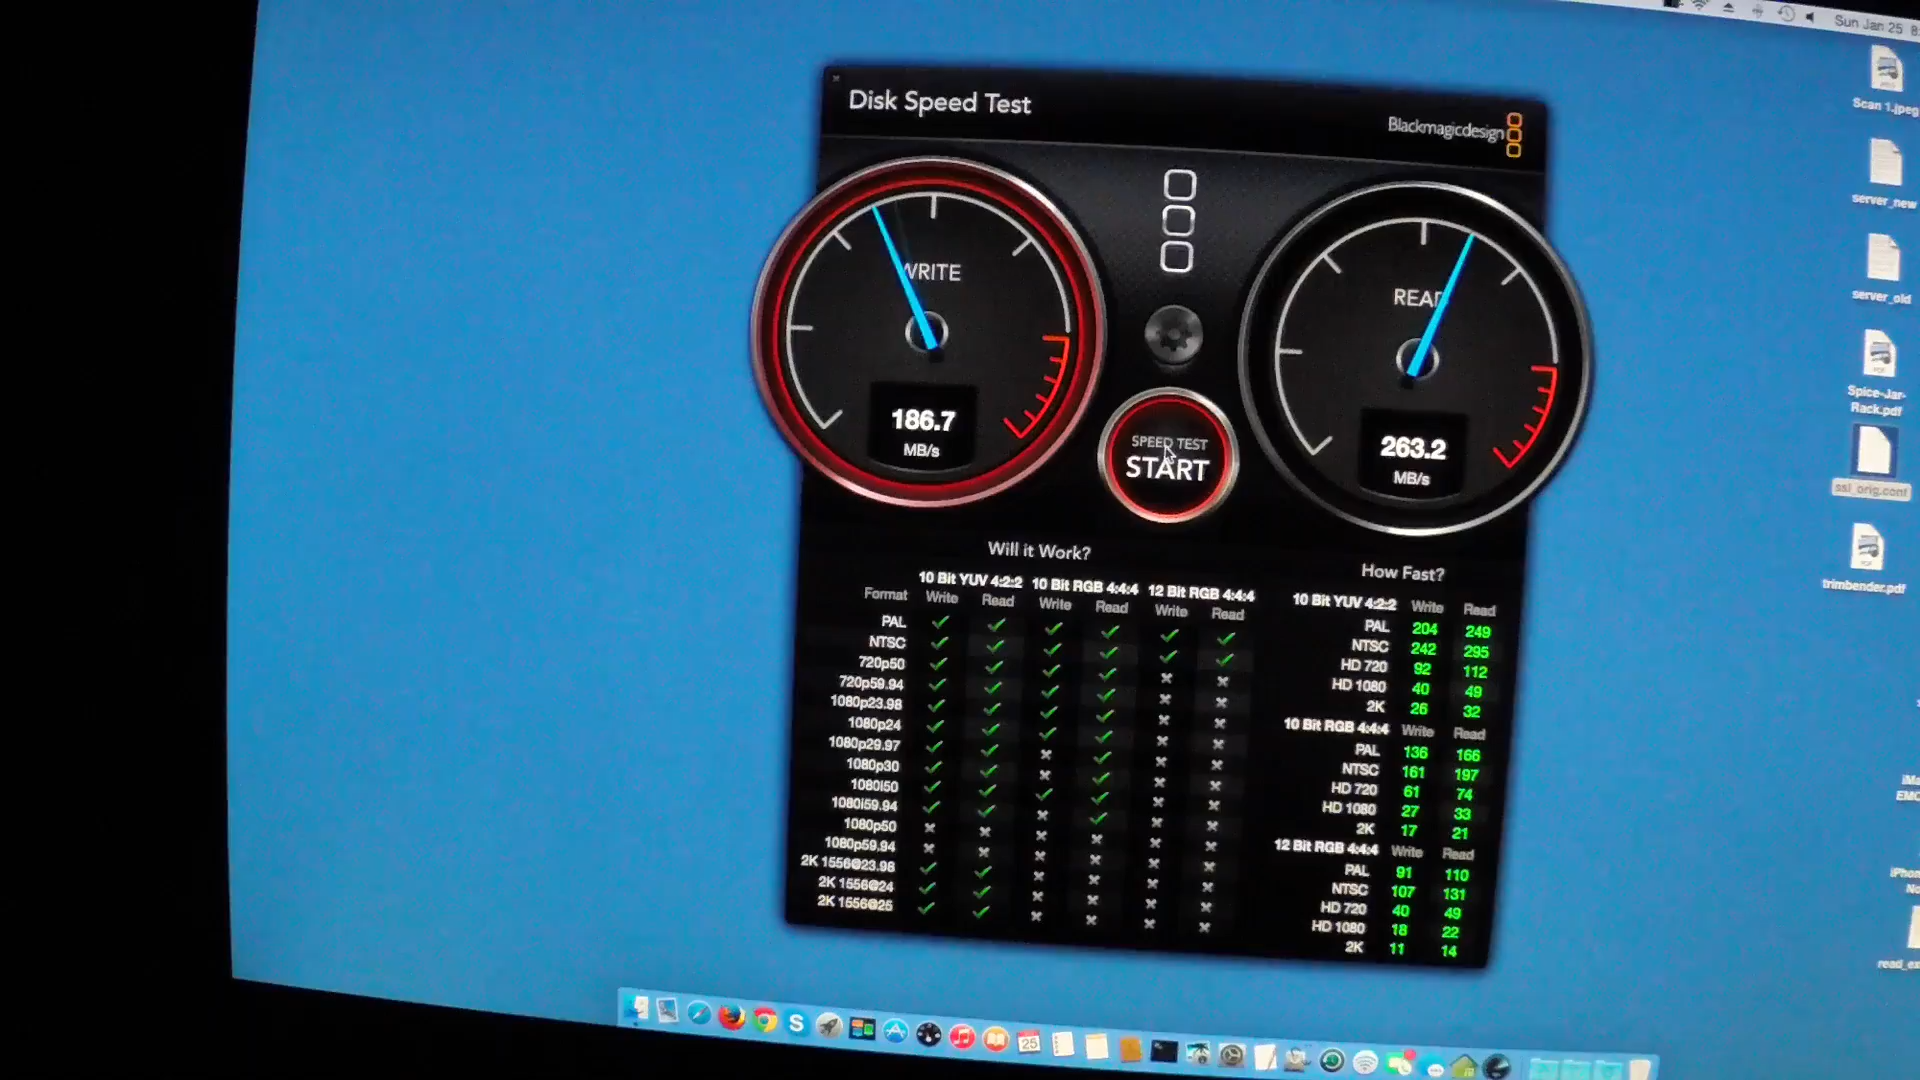 Sun Jan 25
Disk Speed Test
Blackmagicdesign
WRITE
186.7
MB/s
SPEED TEST
START
READ
263.2
MB/s
Will it Work?
10 Bit YUV 4:2:2 10 Bit RGB 4:4:4 12 Bit RGB 4:4:4
Format Write Read Write Read Write Read
PAL
NTSC
720p50
720p59.94
1080p23.98
1080p24
1080p29.97
1080p30
1080i50
1080i59.94
1080p50
1080p59.94
2K 1556@23.98
2K 1556@24
2K 1556@25
How Fast?
10 Bit YUV 4:2:2 Write Read
PAL 204 249
NTSC 242 295
HD 720 92 112
HD 1080 40 49
2K 26 32
10 Bit RGB 4:4:4 Write Read
PAL 136 166
NTSC 161 197
HD 720 61 74
HD 1080 27 33
2K 17 21
12 Bit RGB 4:4:4 Write Read
PAL 91 110
NTSC 107 131
HD 720 40 49
HD 1080 18 22
2K 11 14
Scan 1.jpeg
server_new
server_old
Spice-Jar-
Rack.pdf
ssl_orig.conf
trimbender.pdf
25